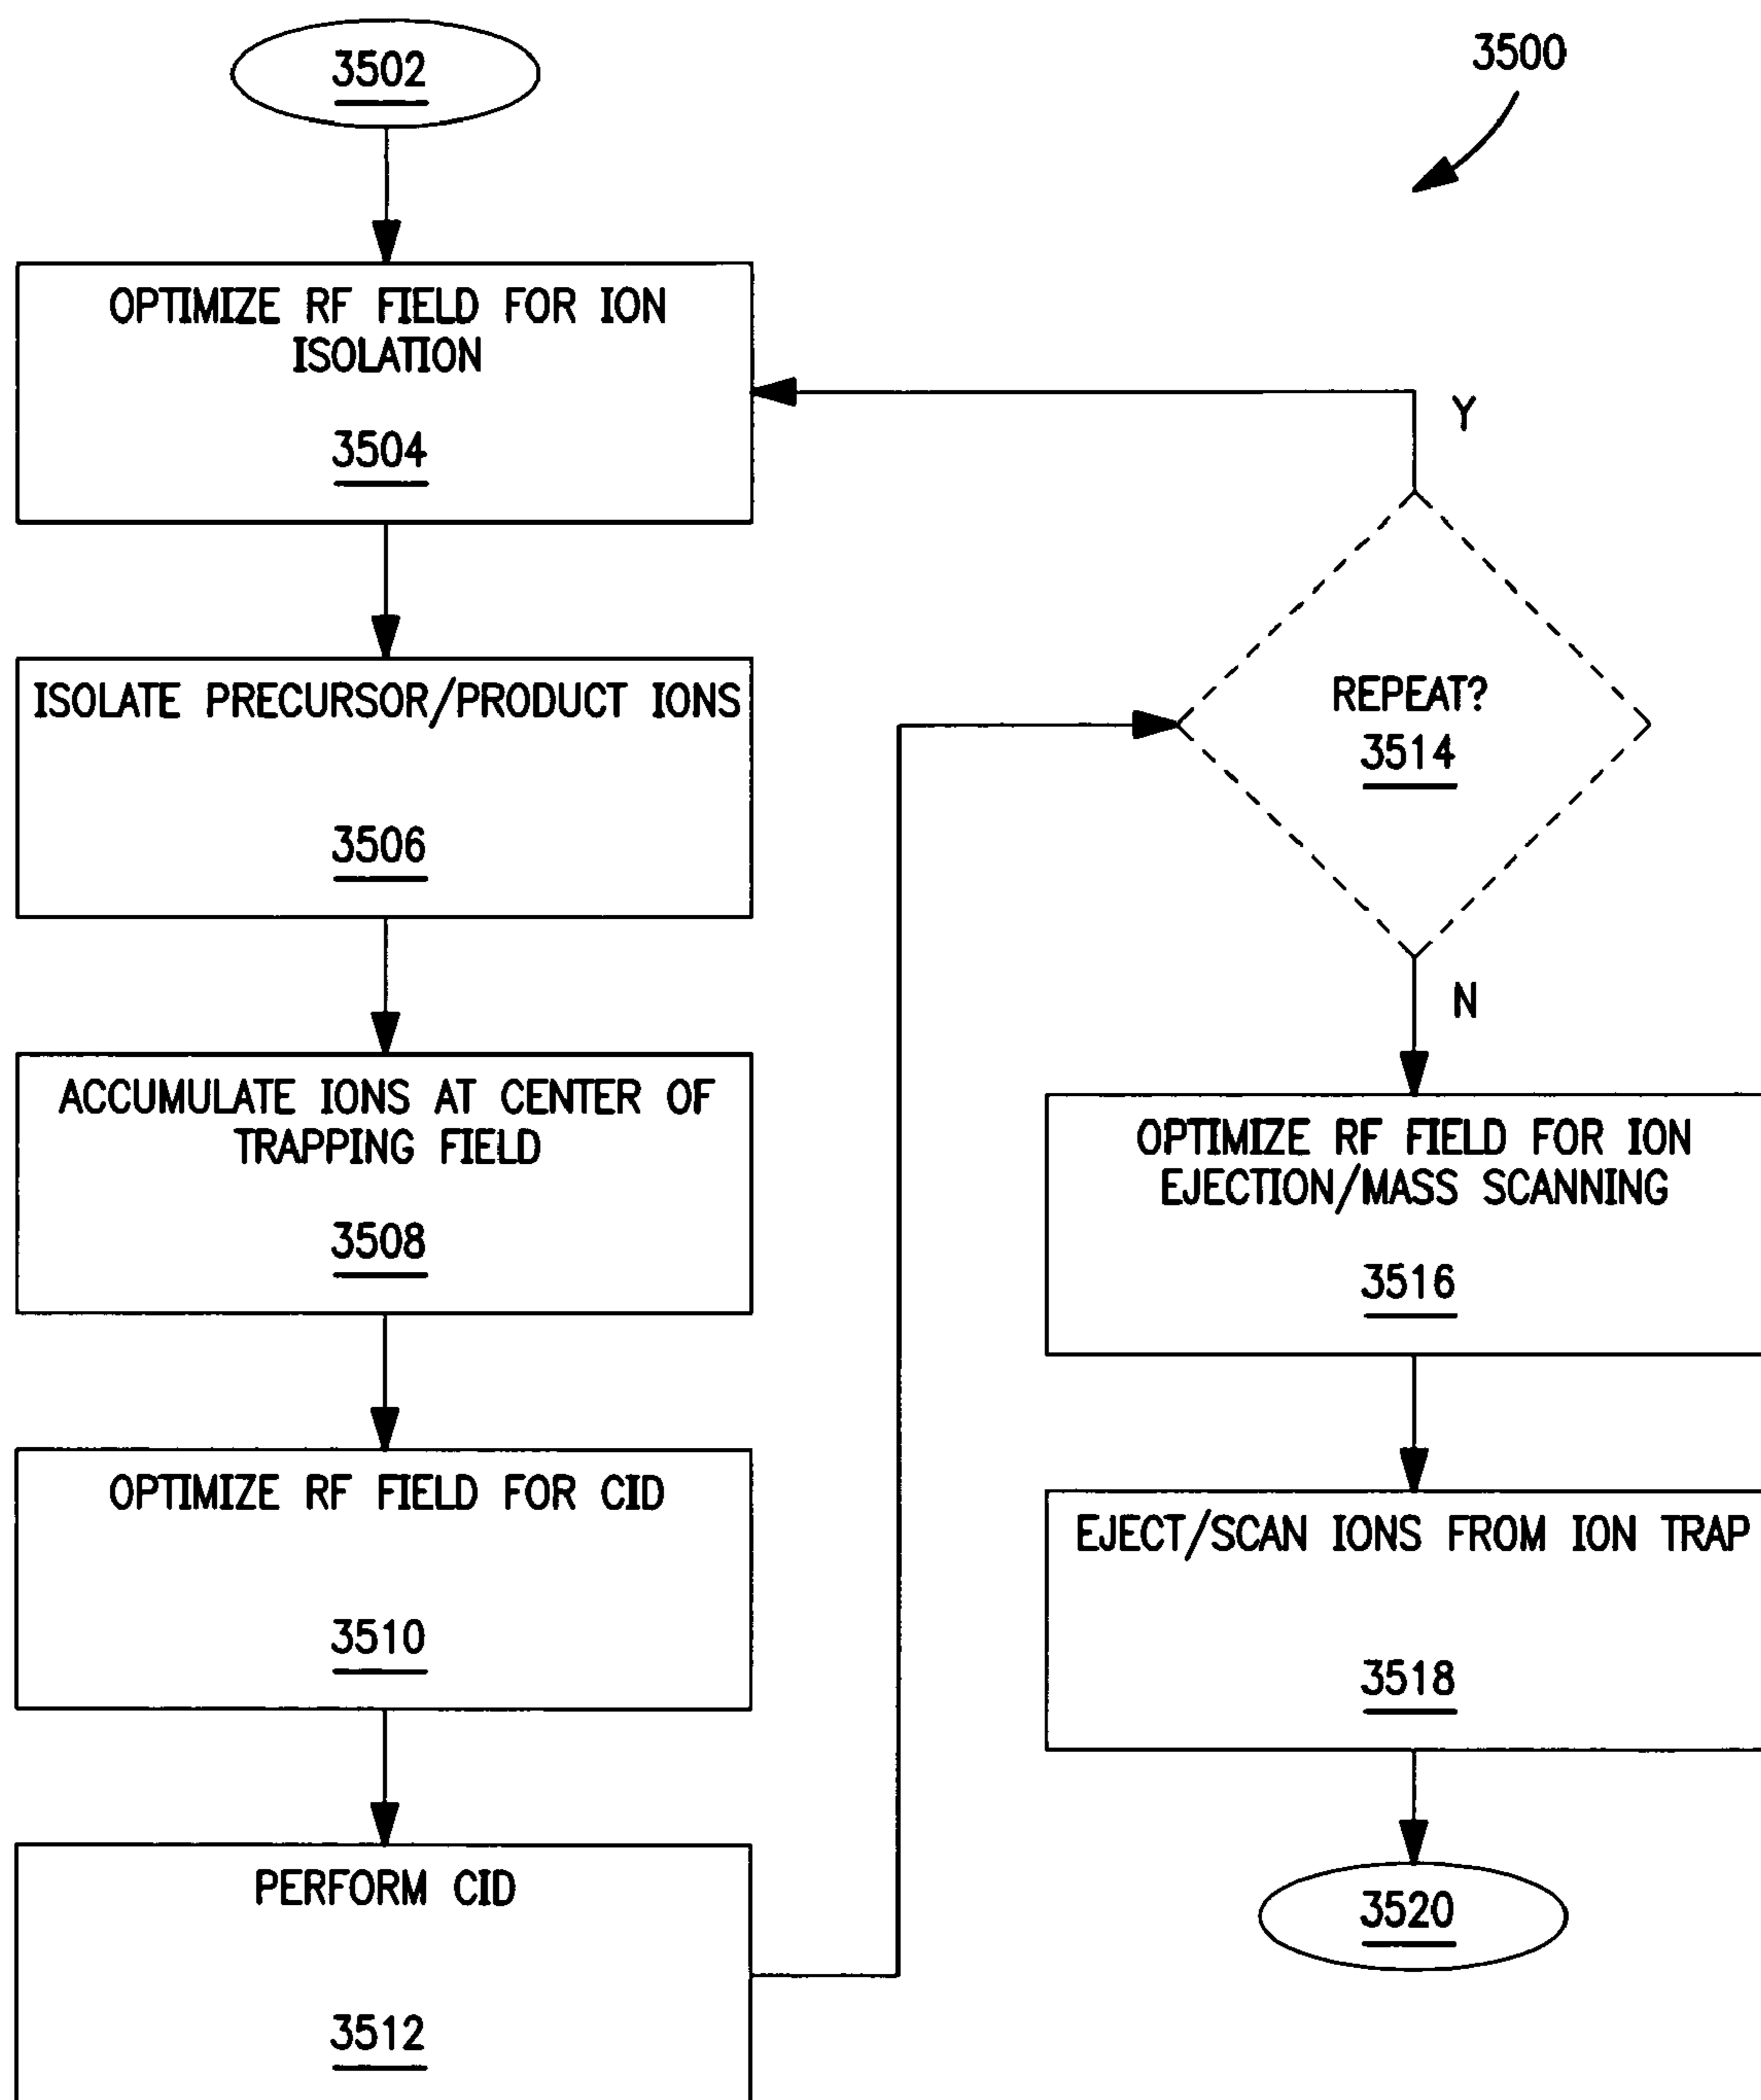 3502
3500
OPTIMIZE RF FIELD FOR ION
ISOLATION
3504
ISOLATE PRECURSOR/PRODUCT IONS
3506
ACCUMULATE IONS AT CENTER OF
TRAPPING FIELD
3508
OPTIMIZE RF FIELD FOR CID
3510
PERFORM CID
3512
Y
REPEAT?
3514
N
OPTIMIZE RF FIELD FOR ION
EJECTION/MASS SCANNING
3516
EJECT/SCAN IONS FROM ION TRAP
3518
3520